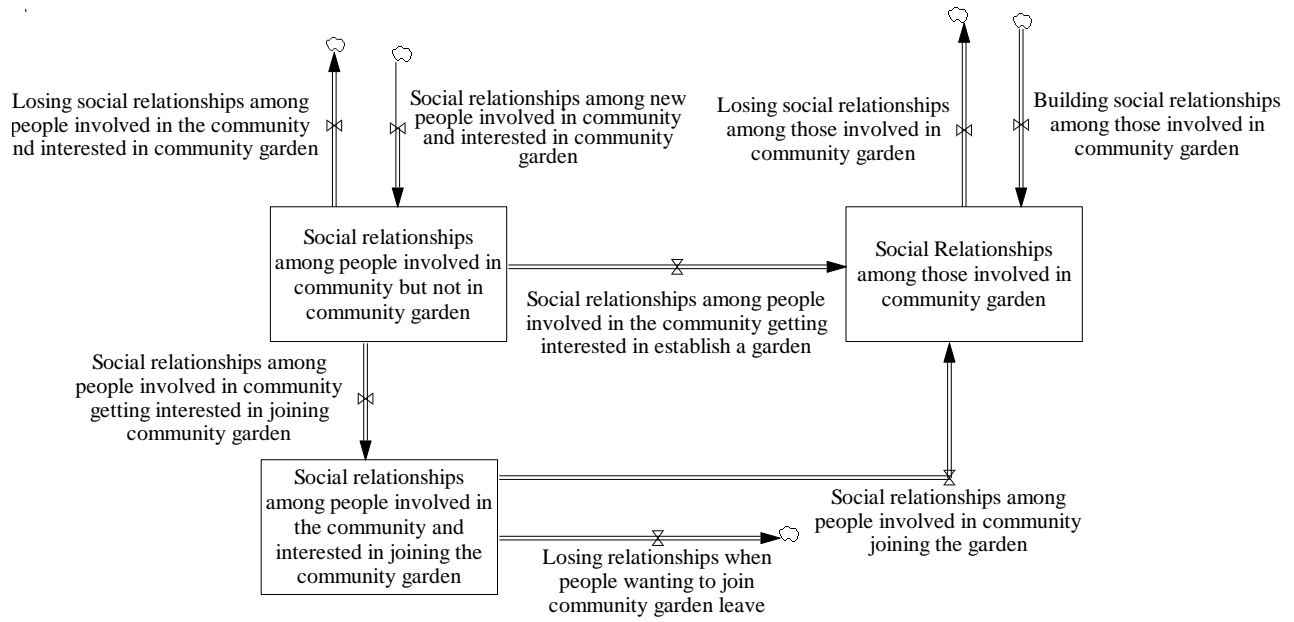 Losing social relationships among
people involved in the community
nd interested in community garden
Social relationships among new
people involved in community
and interested in community
garden
Losing social relationships
among those involved in
community garden
Building social relationships
among those involved in
community garden
Social relationships
among people involved in
community but not in
community garden
Social Relationships
among those involved in
community garden
Social relationships among people
involved in the community getting
interested in establish a garden
Social relationships among
people involved in community
getting interested in joining
community garden
Social relationships
among people involved in
the community and
interested in joining the
community garden
Social relationships among
people involved in community
joining the garden
Losing relationships when
people wanting to join
community garden leave